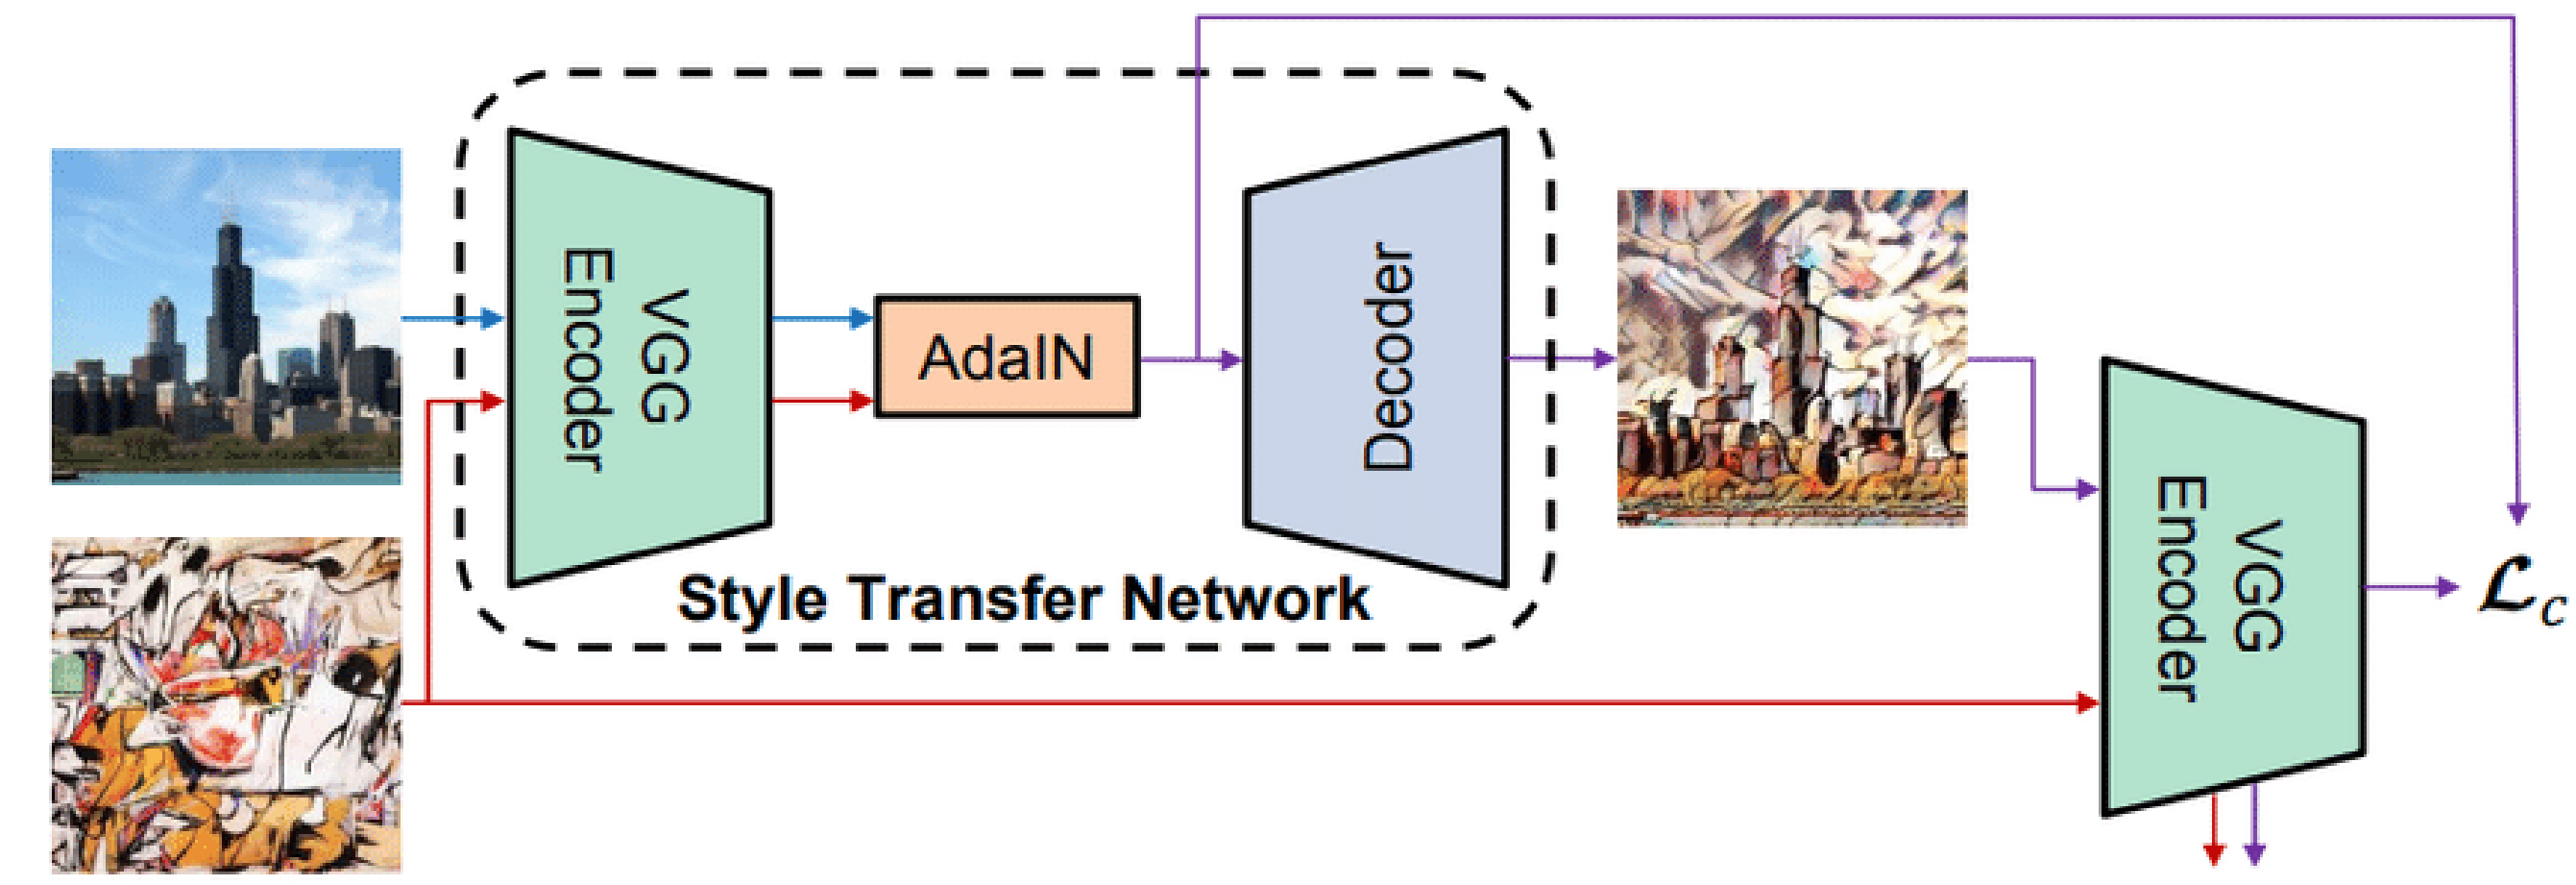 VGG
Encoder
AdaIN
Decoder
Style Transfer Network
VGG
Encoder
ℒc